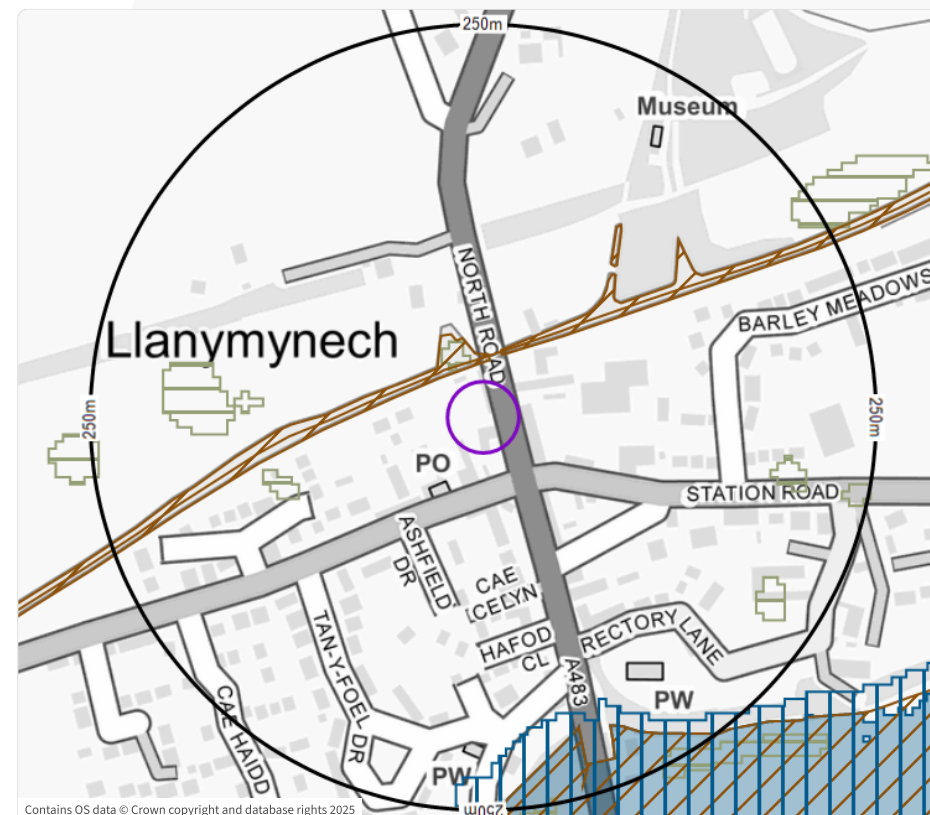 250m
Museum
NORTH ROAD
BARLEY MEADOWS
Llanymynech
250m
250m
PO
STATION ROAD
ASHFIELD
DR
CAE
CELYN
TAN-Y-FOEL DR
HAFOD
CL
RECTORY LANE
A483
CAE HAIDD
PW
PW
250m
Contains OS data © Crown copyright and database rights 2025